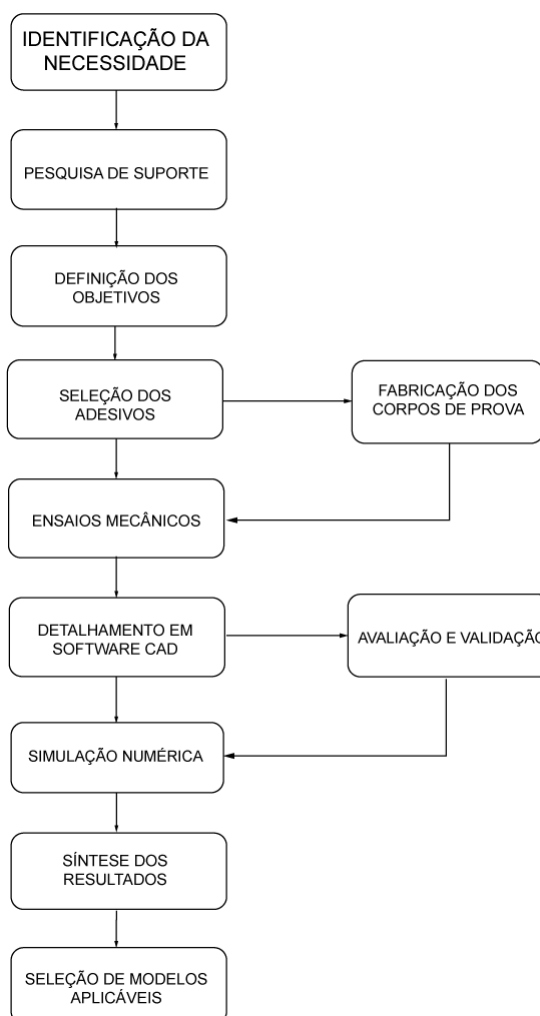 IDENTIFICAÇÃO DA
NECESSIDADE
PESQUISA DE SUPORTE
DEFINIÇÃO DOS
OBJETIVOS
SELEÇÃO DOS
ADESIVOS
FABRICAÇÃO DOS
CORPOS DE PROVA
ENSAIOS MECÂNICOS
DETALHAMENTO EM
SOFTWARE CAD
AVALIAÇÃO E VALIDAÇÃO
SIMULAÇÃO NUMÉRICA
SÍNTESE DOS
RESULTADOS
SELEÇÃO DE MODELOS
APLICÁVEIS